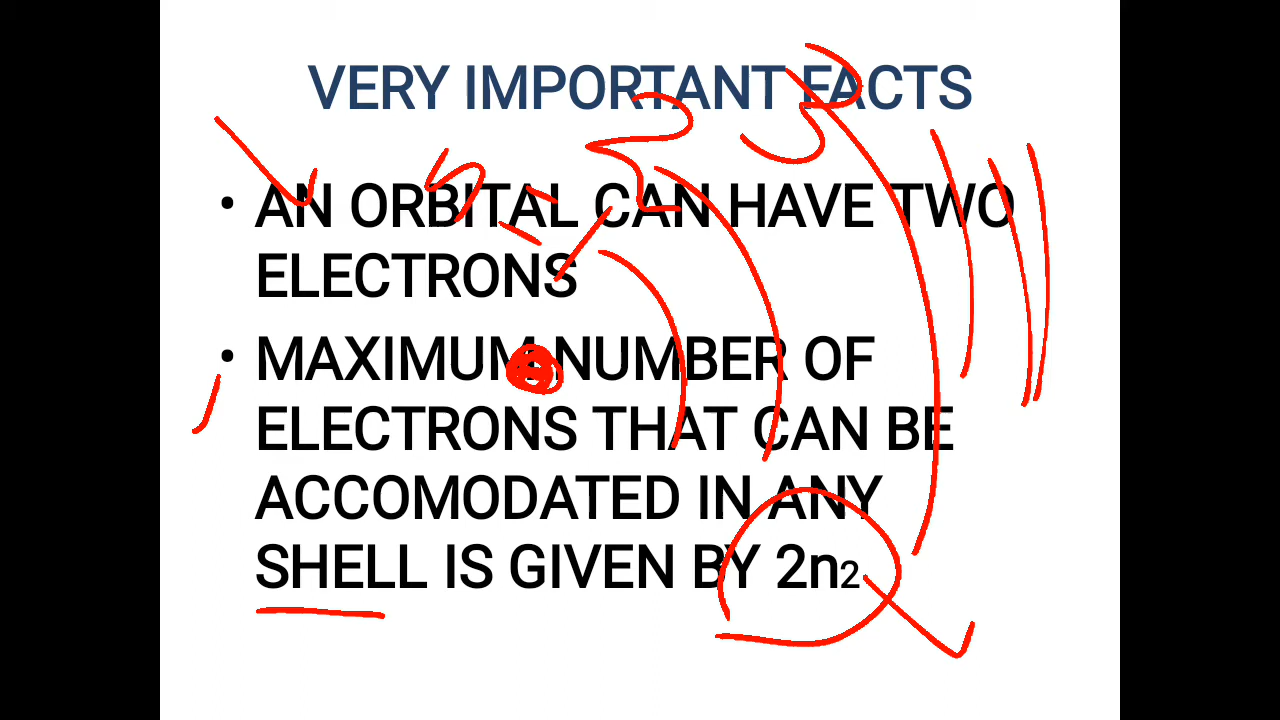 VERY IMPORTANT FACTS
• AN ORBITAL CAN HAVE TWO
ELECTRONS
• MAXIMUM NUMBER OF
ELECTRONS THAT CAN BE
ACCOMODATED IN ANY
SHELL IS GIVEN BY 2n2